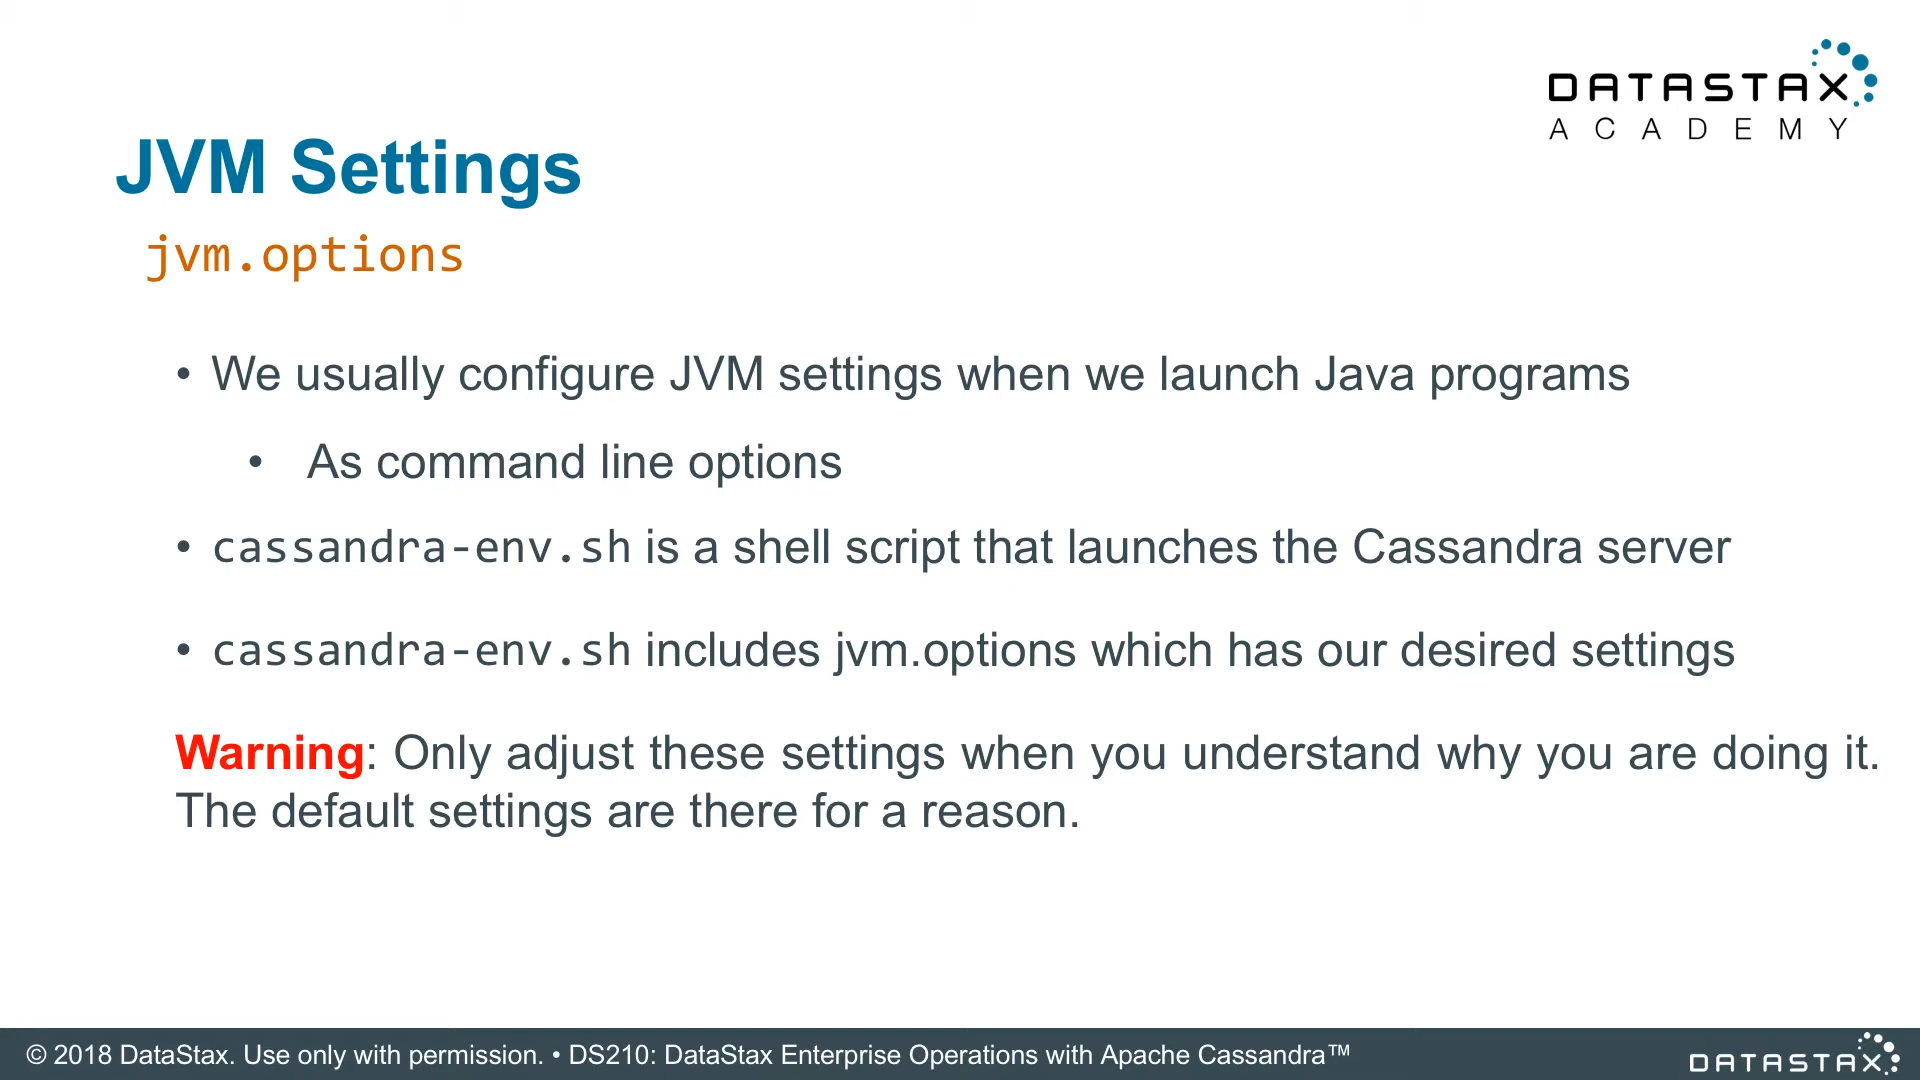 DATASTAX
ACADEMY
JVM Settings
jvm.options
• We usually configure JVM settings when we launch Java programs
• As command line options
• cassandra-env.sh is a shell script that launches the Cassandra server
• cassandra-env.sh includes jvm.options which has our desired settings
Warning: Only adjust these settings when you understand why you are doing it.
The default settings are there for a reason.
© 2018 DataStax. Use only with permission. • DS210: DataStax Enterprise Operations with Apache Cassandra™
DATASTAX